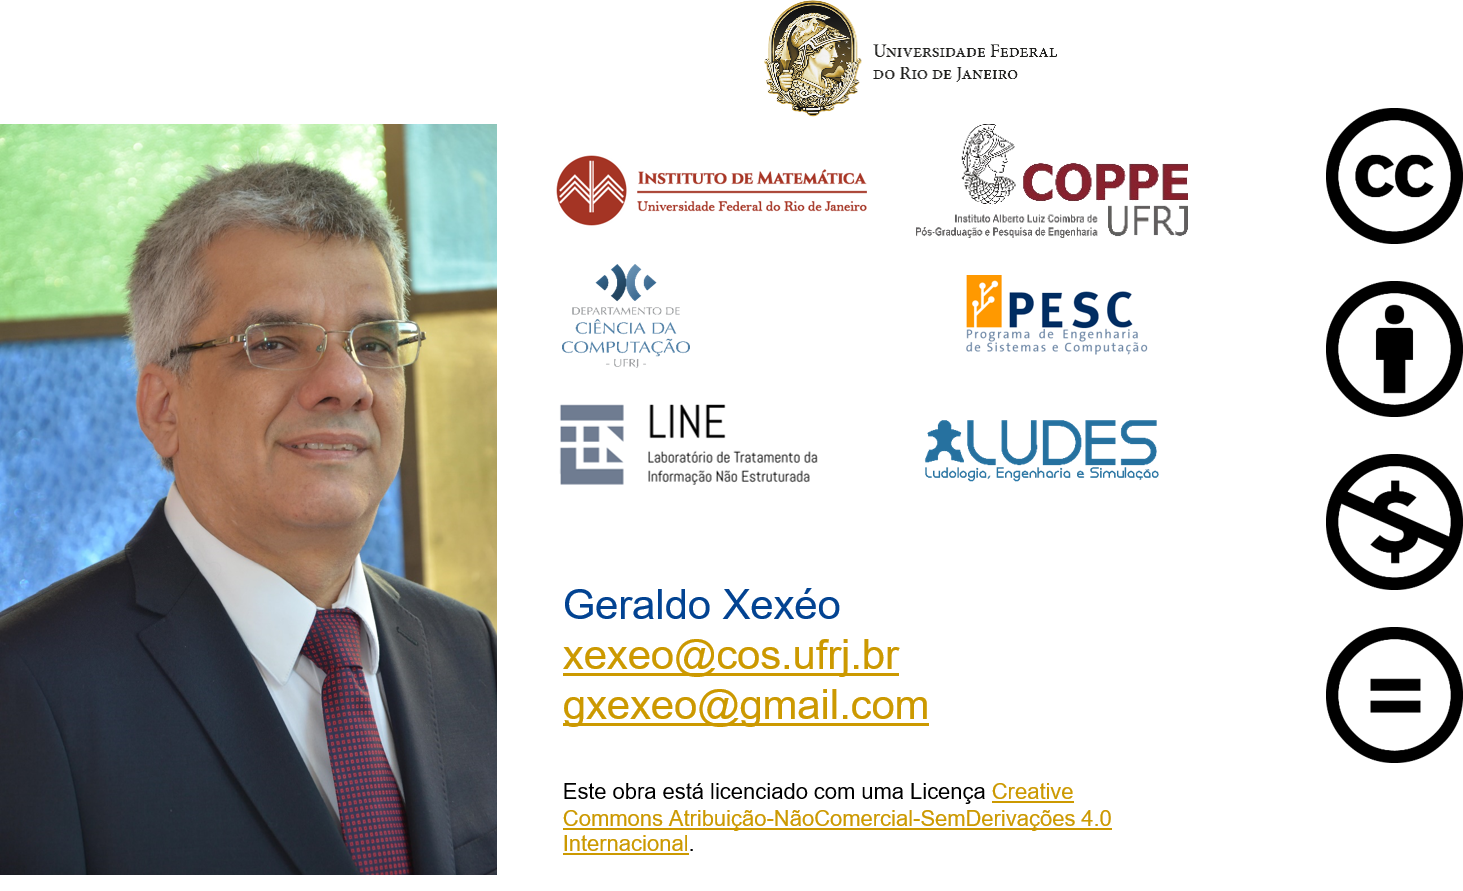 UNIVERSIDADE FEDERAL
DO RIO DE JANEIRO
INSTITUTO DE MATEMÁTICA
Universidade Federal do Rio de Janeiro
COPPE
UFRJ
Instituto Alberto Luiz Coimbra de
Pós-Graduação e Pesquisa de Engenharia
DEPARTAMENTO DE
CIÊNCIA DA
COMPUTAÇÃO
- UFRJ -
PESC
Programa de Engenharia
de Sistemas e Computação
LINE
Laboratório de Tratamento da
Informação Não Estruturada
LUDES
Ludologia, Engenharia e Simulação
Geraldo Xexéo
xexeo@cos.ufrj.br
gxexeo@gmail.com
Este obra está licenciado com uma Licença Creative
Commons Atribuição-NãoComercial-SemDerivações 4.0
Internacional.
cc
$
=